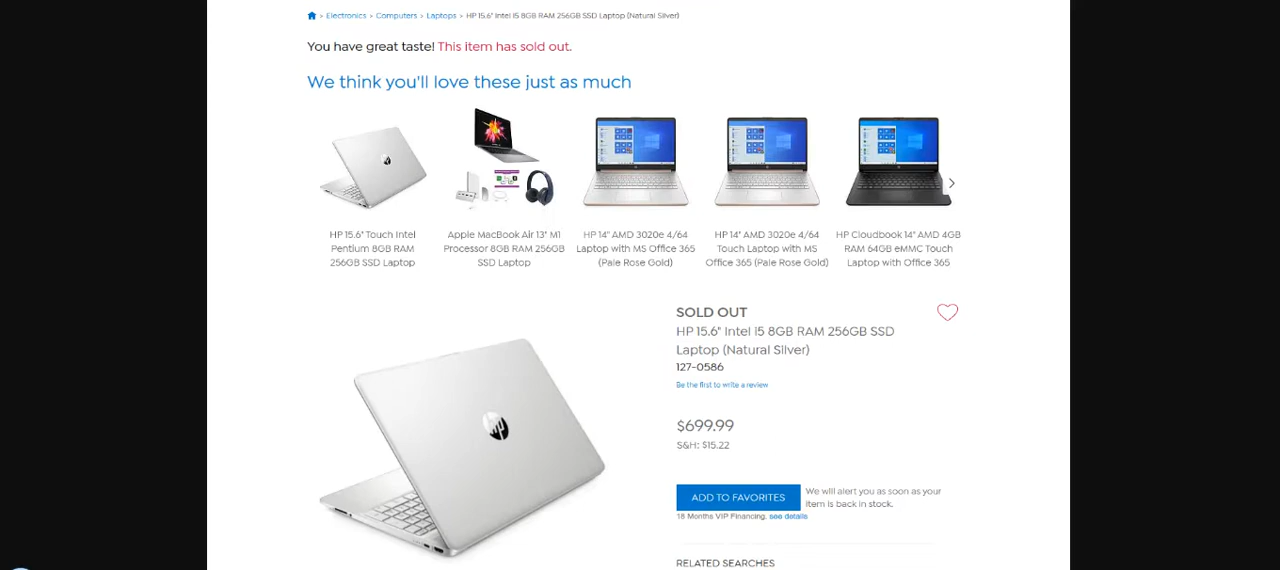 > Electronics > Computers > Laptops > HP 15.6" Intel i5 8GB RAM 256GB SSD Laptop (Natural Silver)
You have great taste! This item has sold out.
We think you'll love these just as much
HP 15.6" Touch Intel
Pentium 8GB RAM
256GB SSD Laptop
Apple MacBook Air 13" M1
Processor 8GB RAM 256GB
SSD Laptop
HP 14" AMD 3020e 4/64
Laptop with MS Office 365
(Pale Rose Gold)
HP 14" AMD 3020e 4/64
Touch Laptop with MS
Office 365 (Pale Rose Gold)
HP Cloudbook 14" AMD 4GB
RAM 64GB eMMC Touch
Laptop with Office 365
hp
SOLD OUT
HP 15.6" Intel i5 8GB RAM 256GB SSD
Laptop (Natural Silver)
127-0586
Be the first to write a review
$699.99
S&H: $15.22
ADD TO FAVORITES
We will alert you as soon as your
item is back in stock.
18 Months VIP Financing. see details
RELATED SEARCHES